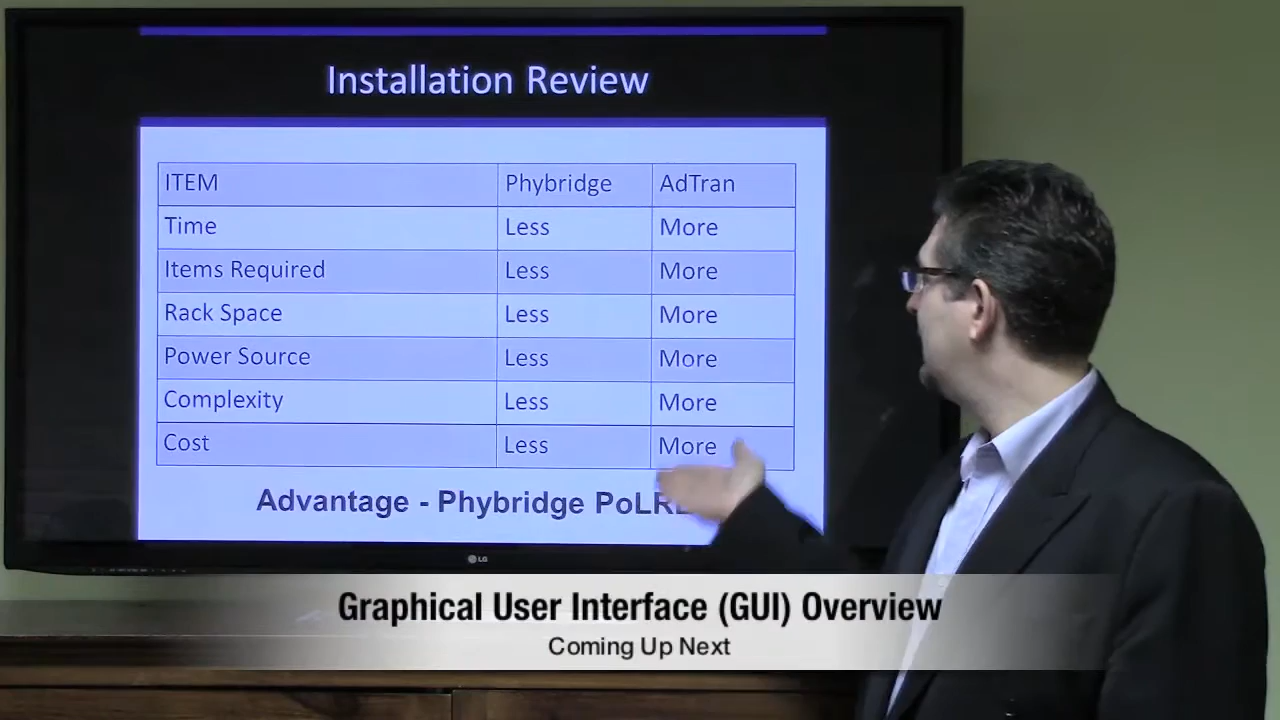 Installation Review
ITEM Phybridge AdTran
Time Less More
Items Required Less More
Rack Space Less More
Power Source Less More
Complexity Less More
Cost Less More
Advantage - Phybridge
LG
Graphical User Interface (GUI) Overview
Coming Up Next